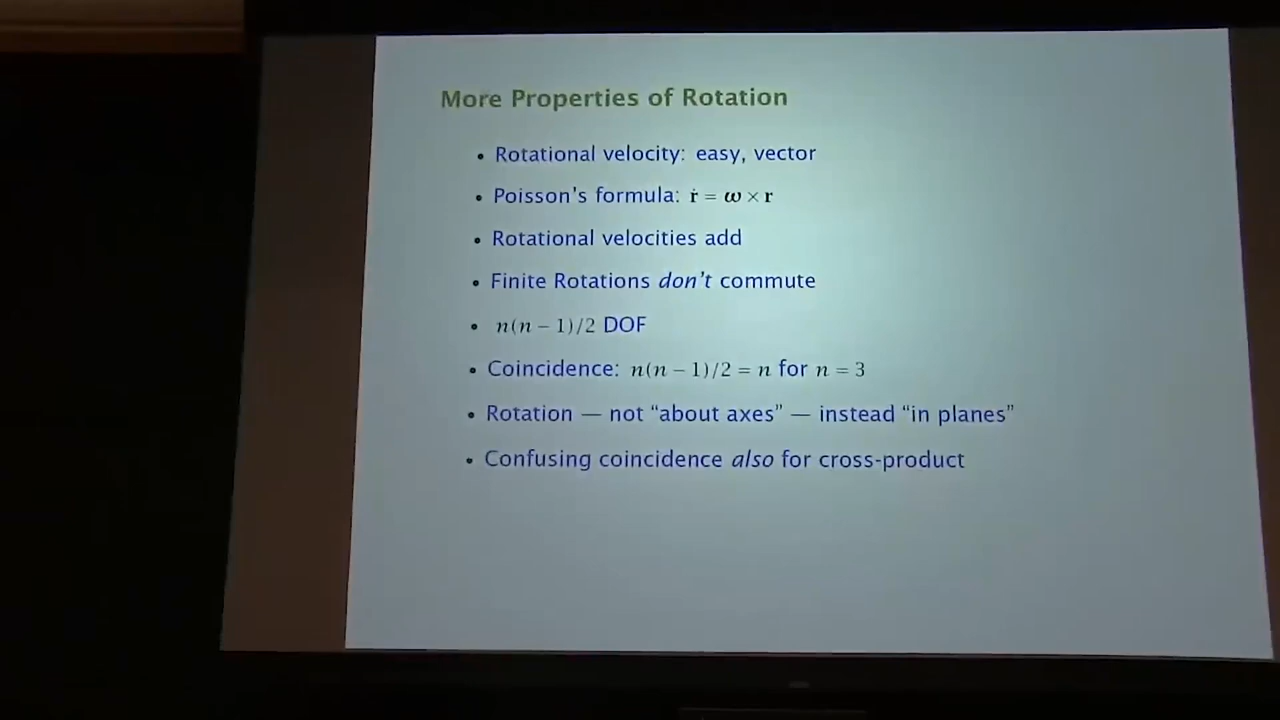 More Properties of Rotation
• Rotational velocity: easy, vector
• Poisson's formula: ṙ = ω × r
• Rotational velocities add
• Finite Rotations don't commute
• n(n − 1)/2 DOF
• Coincidence: n(n − 1)/2 = n for n = 3
• Rotation — not “about axes” — instead “in planes”
• Confusing coincidence also for cross-product